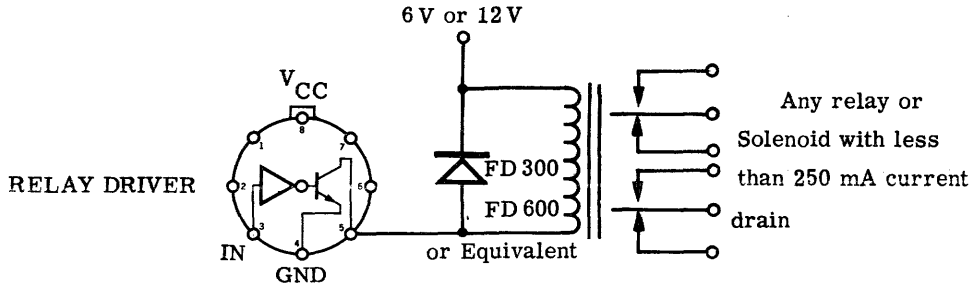 6 V or 12 V
V CC
8
1
7
2
6
3
5
4
RELAY DRIVER
IN
GND
FD 300
FD 600
or Equivalent
Any relay or
Solenoid with less
than 250 mA current
drain